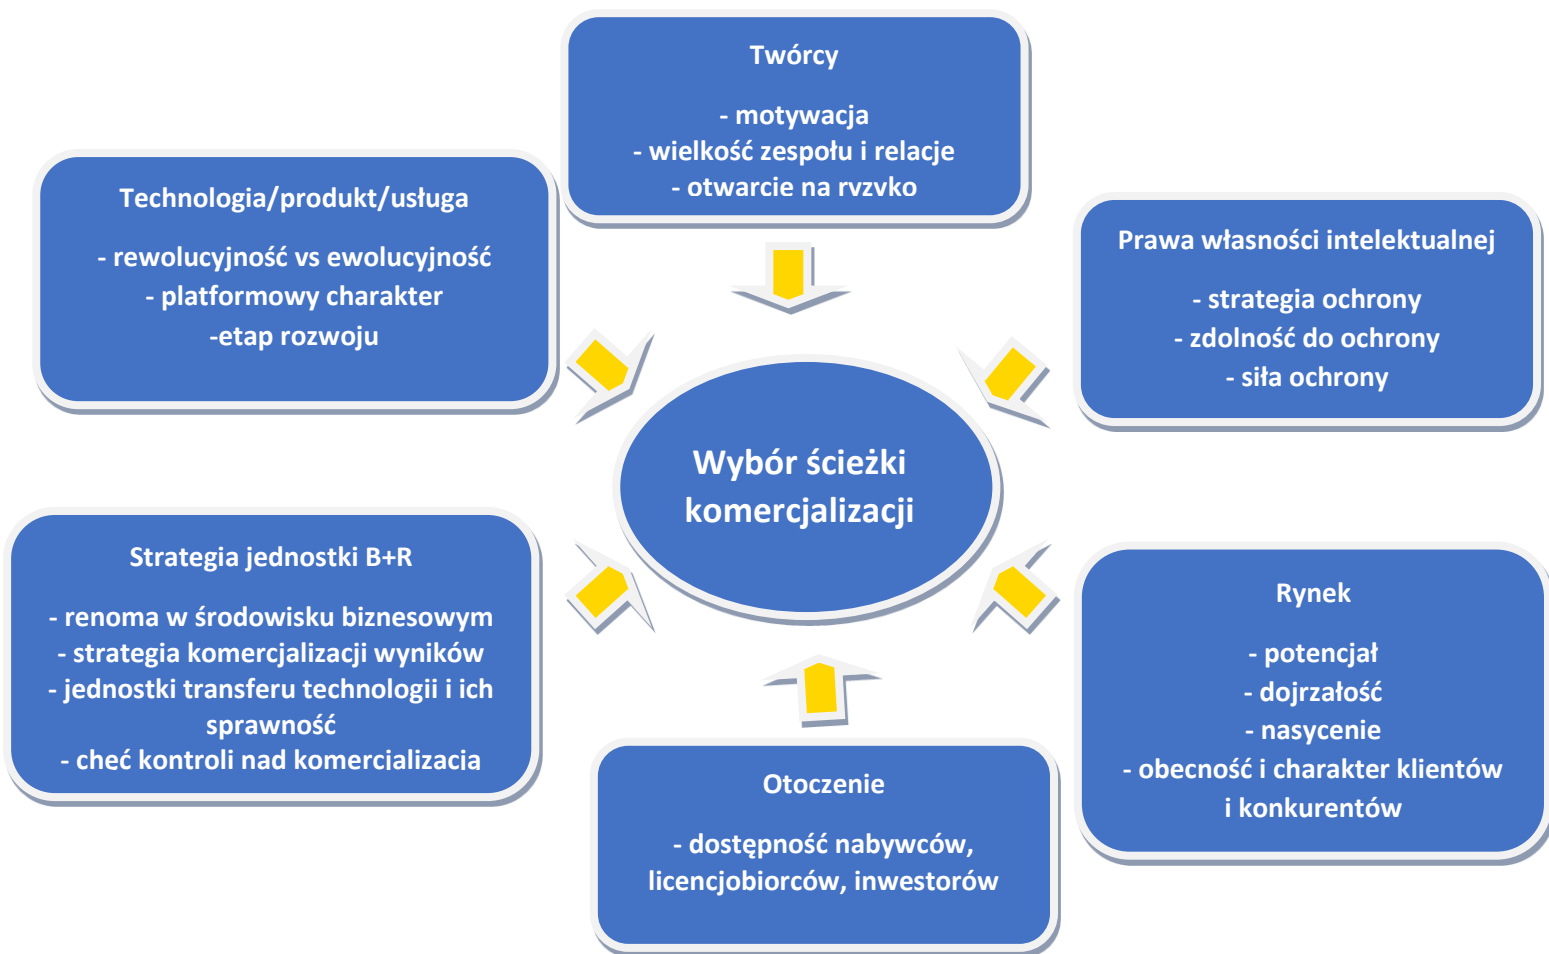 Twórcy
- motywacja
- wielkość zespołu i relacje
- otwarcie na ryzyko
Technologia/produkt/usługa
- rewolucyjność vs ewolucyjność
- platformowy charakter
-etap rozwoju
Prawa własności intelektualnej
- strategia ochrony
- zdolność do ochrony
- siła ochrony
Wybór ścieżki
komercjalizacji
Strategia jednostki B+R
- renoma w środowisku biznesowym
- strategia komercjalizacji wyników
- jednostki transferu technologii i ich
sprawność
- chęć kontroli nad komercjalizacją
Rynek
- potencjał
- dojrzałość
- nasycenie
- obecność i charakter klientów
i konkurentów
Otoczenie
- dostępność nabywców,
licencjobiorców, inwestorów